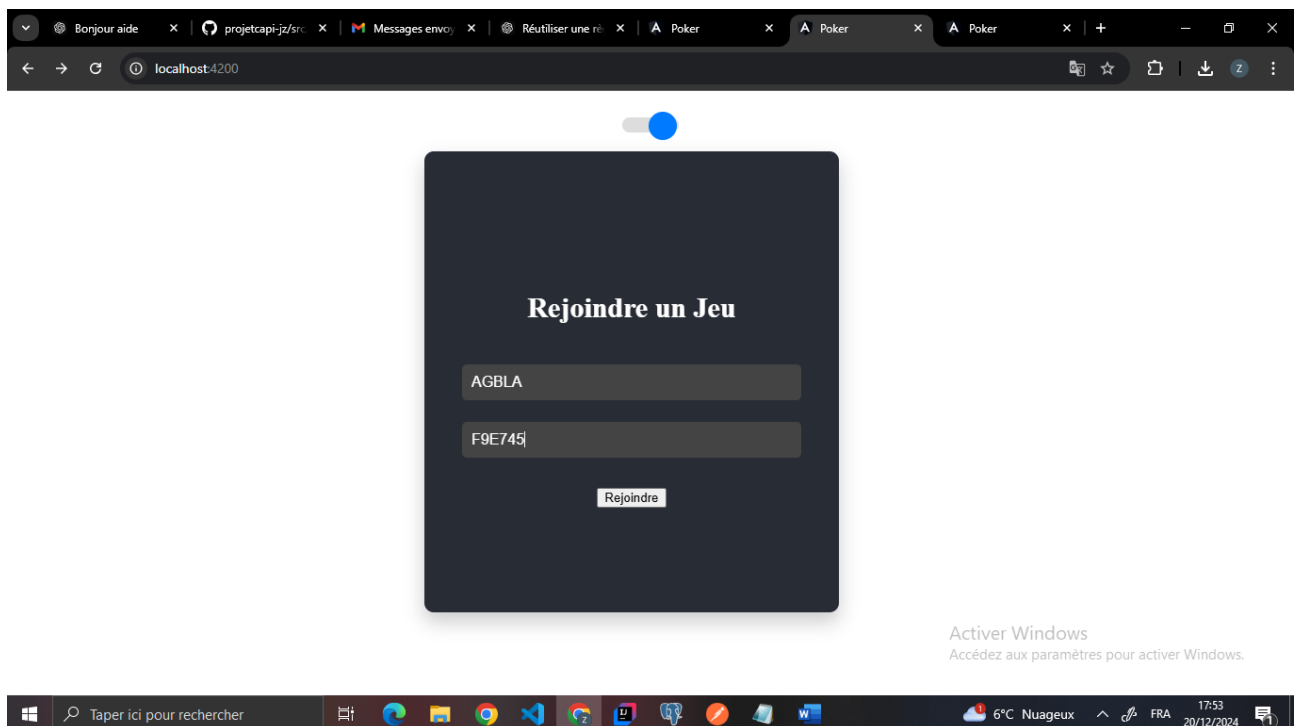 Bonjour aide
projetcapi-jz/src
Messages envoy
Réutiliser une rè
Poker
Poker
Poker
localhost:4200
Z
Rejoindre un Jeu
AGBLA
F9E745
Rejoindre
Activer Windows
Accédez aux paramètres pour activer Windows.
Taper ici pour rechercher
6°C Nuageux
FRA
17:53
20/12/2024